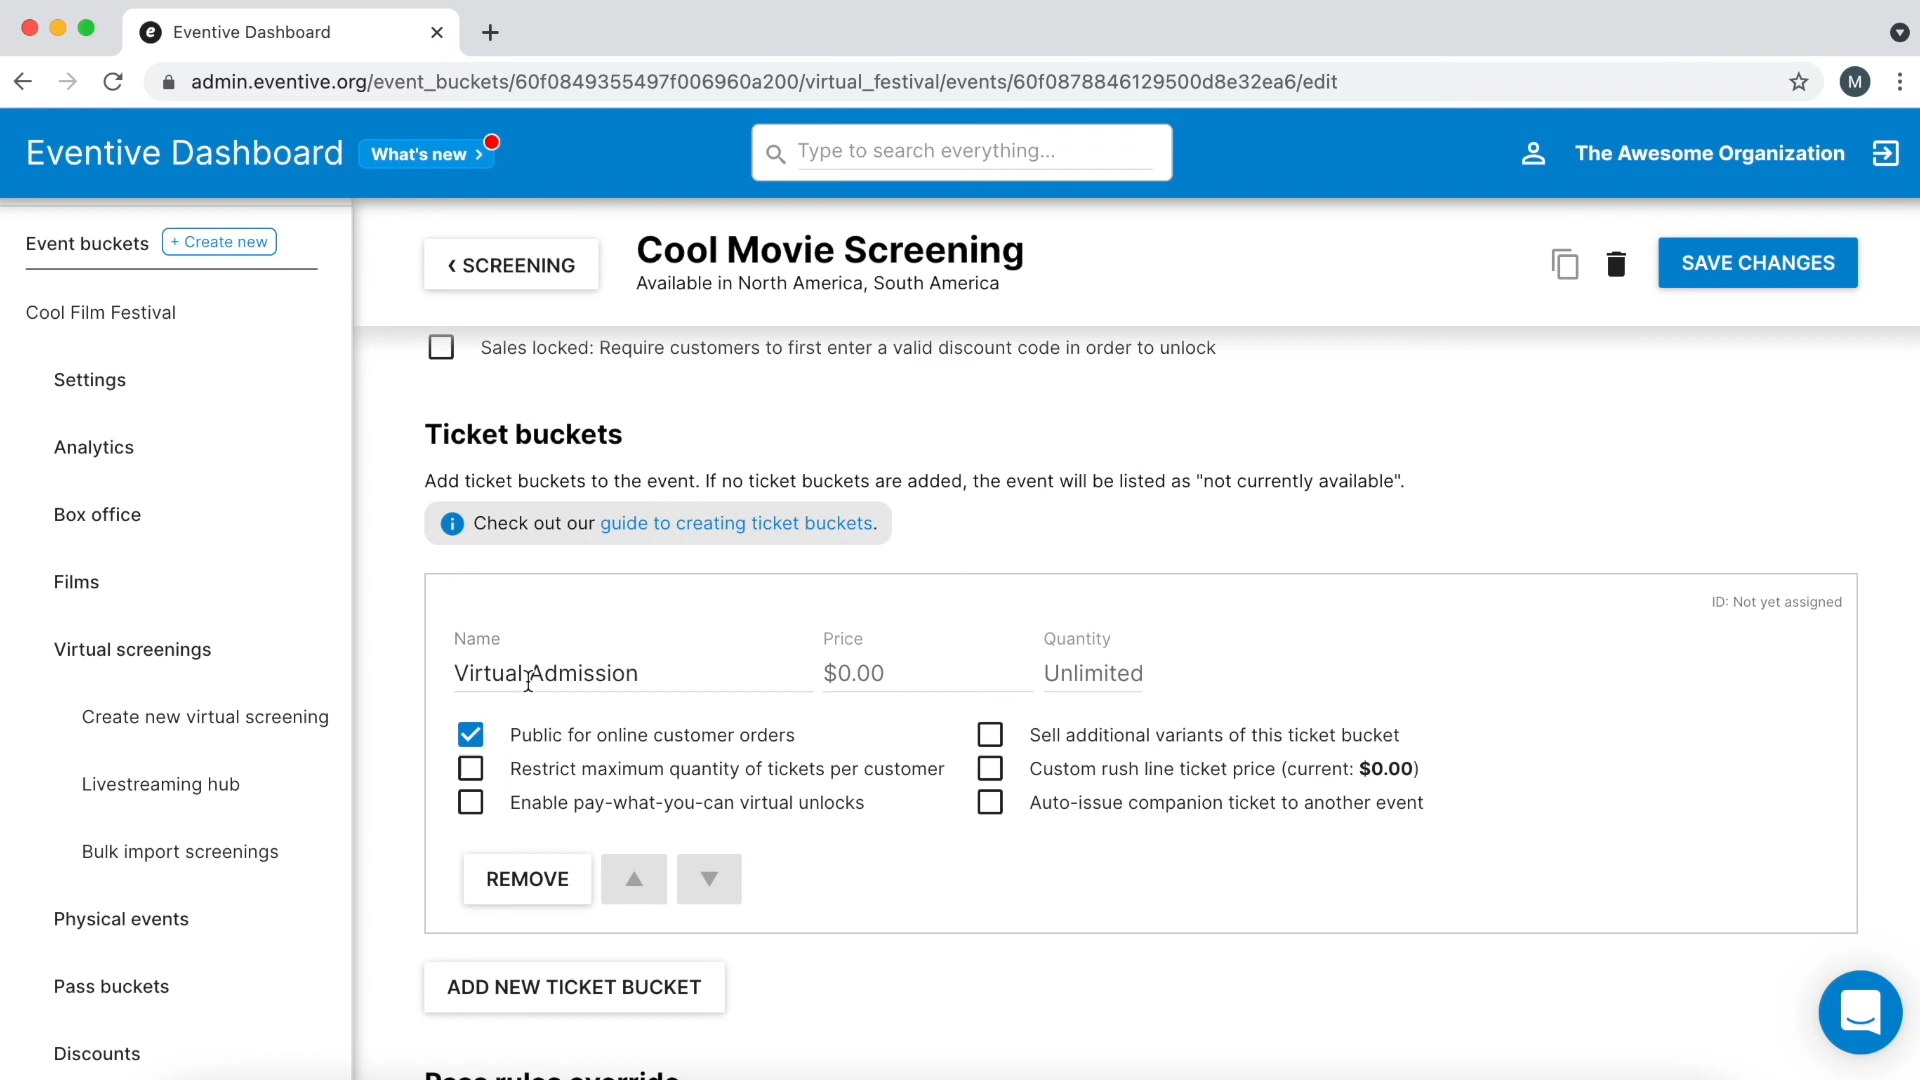 Eventive Dashboard
admin.eventive.org/event_buckets/60f0849355497f006960a200/virtual_festival/events/60f0878846129500d8e32ea6/edit
M
Eventive Dashboard
What's new >
Type to search everything...
The Awesome Organization
Event buckets
+ Create new
Cool Film Festival
Settings
Analytics
Box office
Films
Virtual screenings
Create new virtual screening
Livestreaming hub
Bulk import screenings
Physical events
Pass buckets
Discounts
‹ SCREENING
Cool Movie Screening
Available in North America, South America
SAVE CHANGES
Sales locked: Require customers to first enter a valid discount code in order to unlock
Ticket buckets
Add ticket buckets to the event. If no ticket buckets are added, the event will be listed as "not currently available".
Check out our guide to creating ticket buckets.
ID: Not yet assigned
Name
Virtual Admission
Price
$0.00
Quantity
Unlimited
Public for online customer orders
Restrict maximum quantity of tickets per customer
Enable pay-what-you-can virtual unlocks
Sell additional variants of this ticket bucket
Custom rush line ticket price (current: $0.00)
Auto-issue companion ticket to another event
REMOVE
ADD NEW TICKET BUCKET
Pass rules override